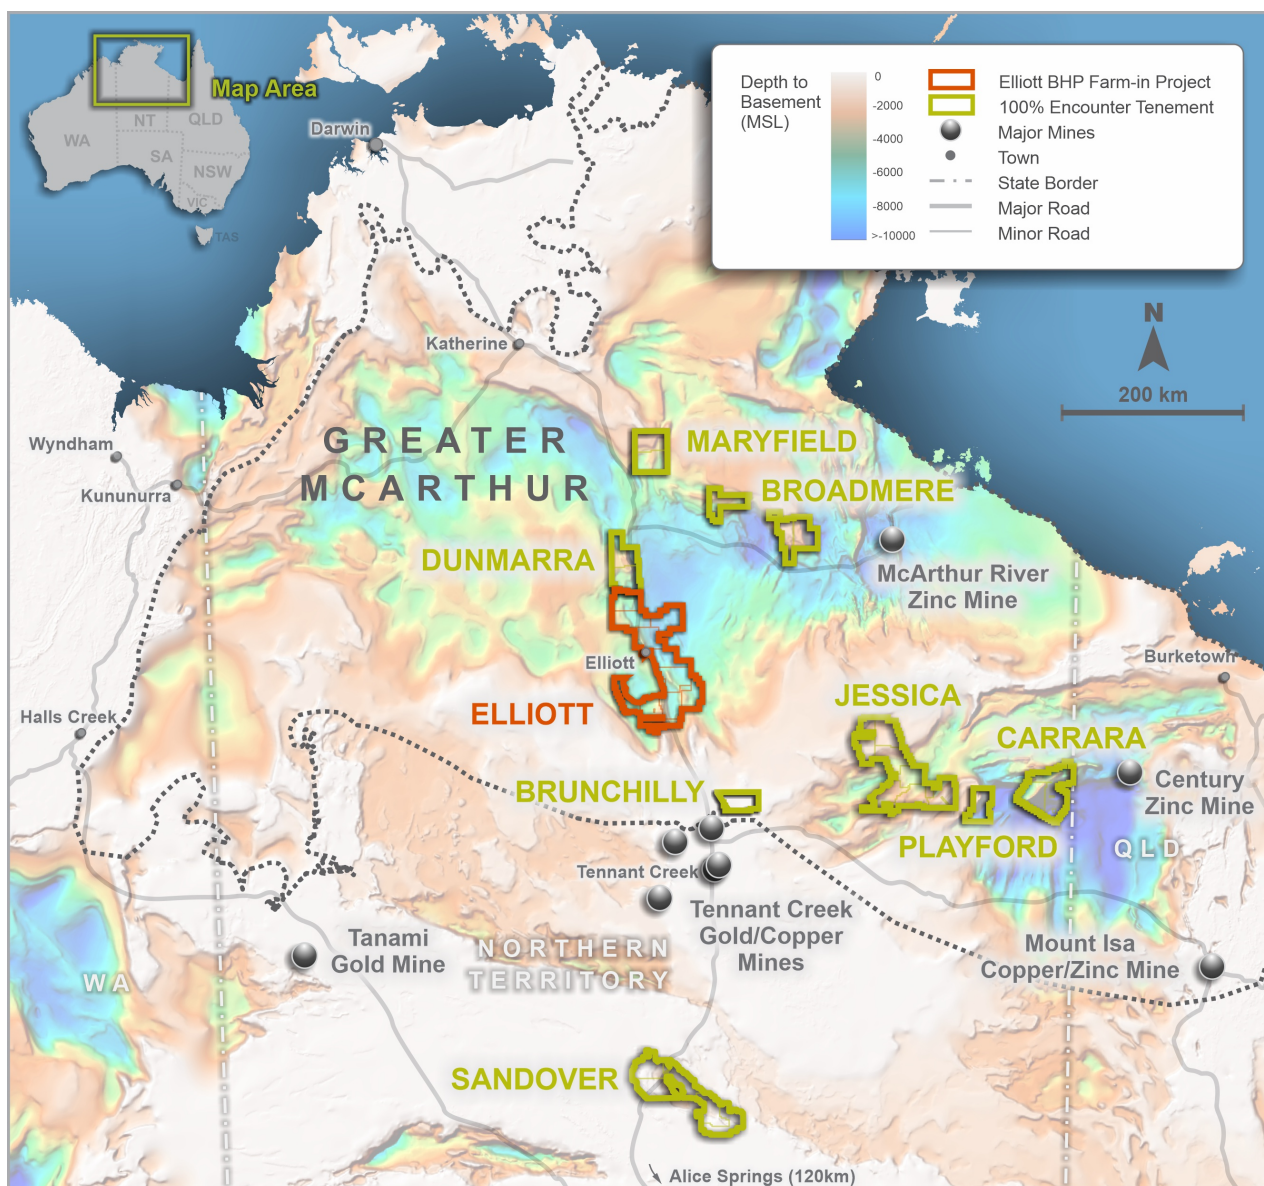 Map Area
WA
NT
QLD
SA
NSW
VIC
TAS
Depth to
Basement
(MSL)
0
-2000
-4000
-6000
-8000
>-10000
Elliott BHP Farm-in Project
100% Encounter Tenement
Major Mines
Town
State Border
Major Road
Minor Road
N
200 km
Darwin
Katherine
Wyndham
Kununurra
GREATER
MCARTHUR
MARYFIELD
BROADMERE
DUNMARRA
McArthur River
Zinc Mine
Elliott
ELLIOTT
Burketown
Halls Creek
JESSICA
CARRARA
BRUNCHILLY
Century
Zinc Mine
PLAYFORD
QLD
Tennant Creek
Tennant Creek
Gold/Copper
Mines
Tanami
Gold Mine
NORTHERN
TERRITORY
WA
Mount Isa
Copper/Zinc Mine
SANDOVER
Alice Springs (120km)